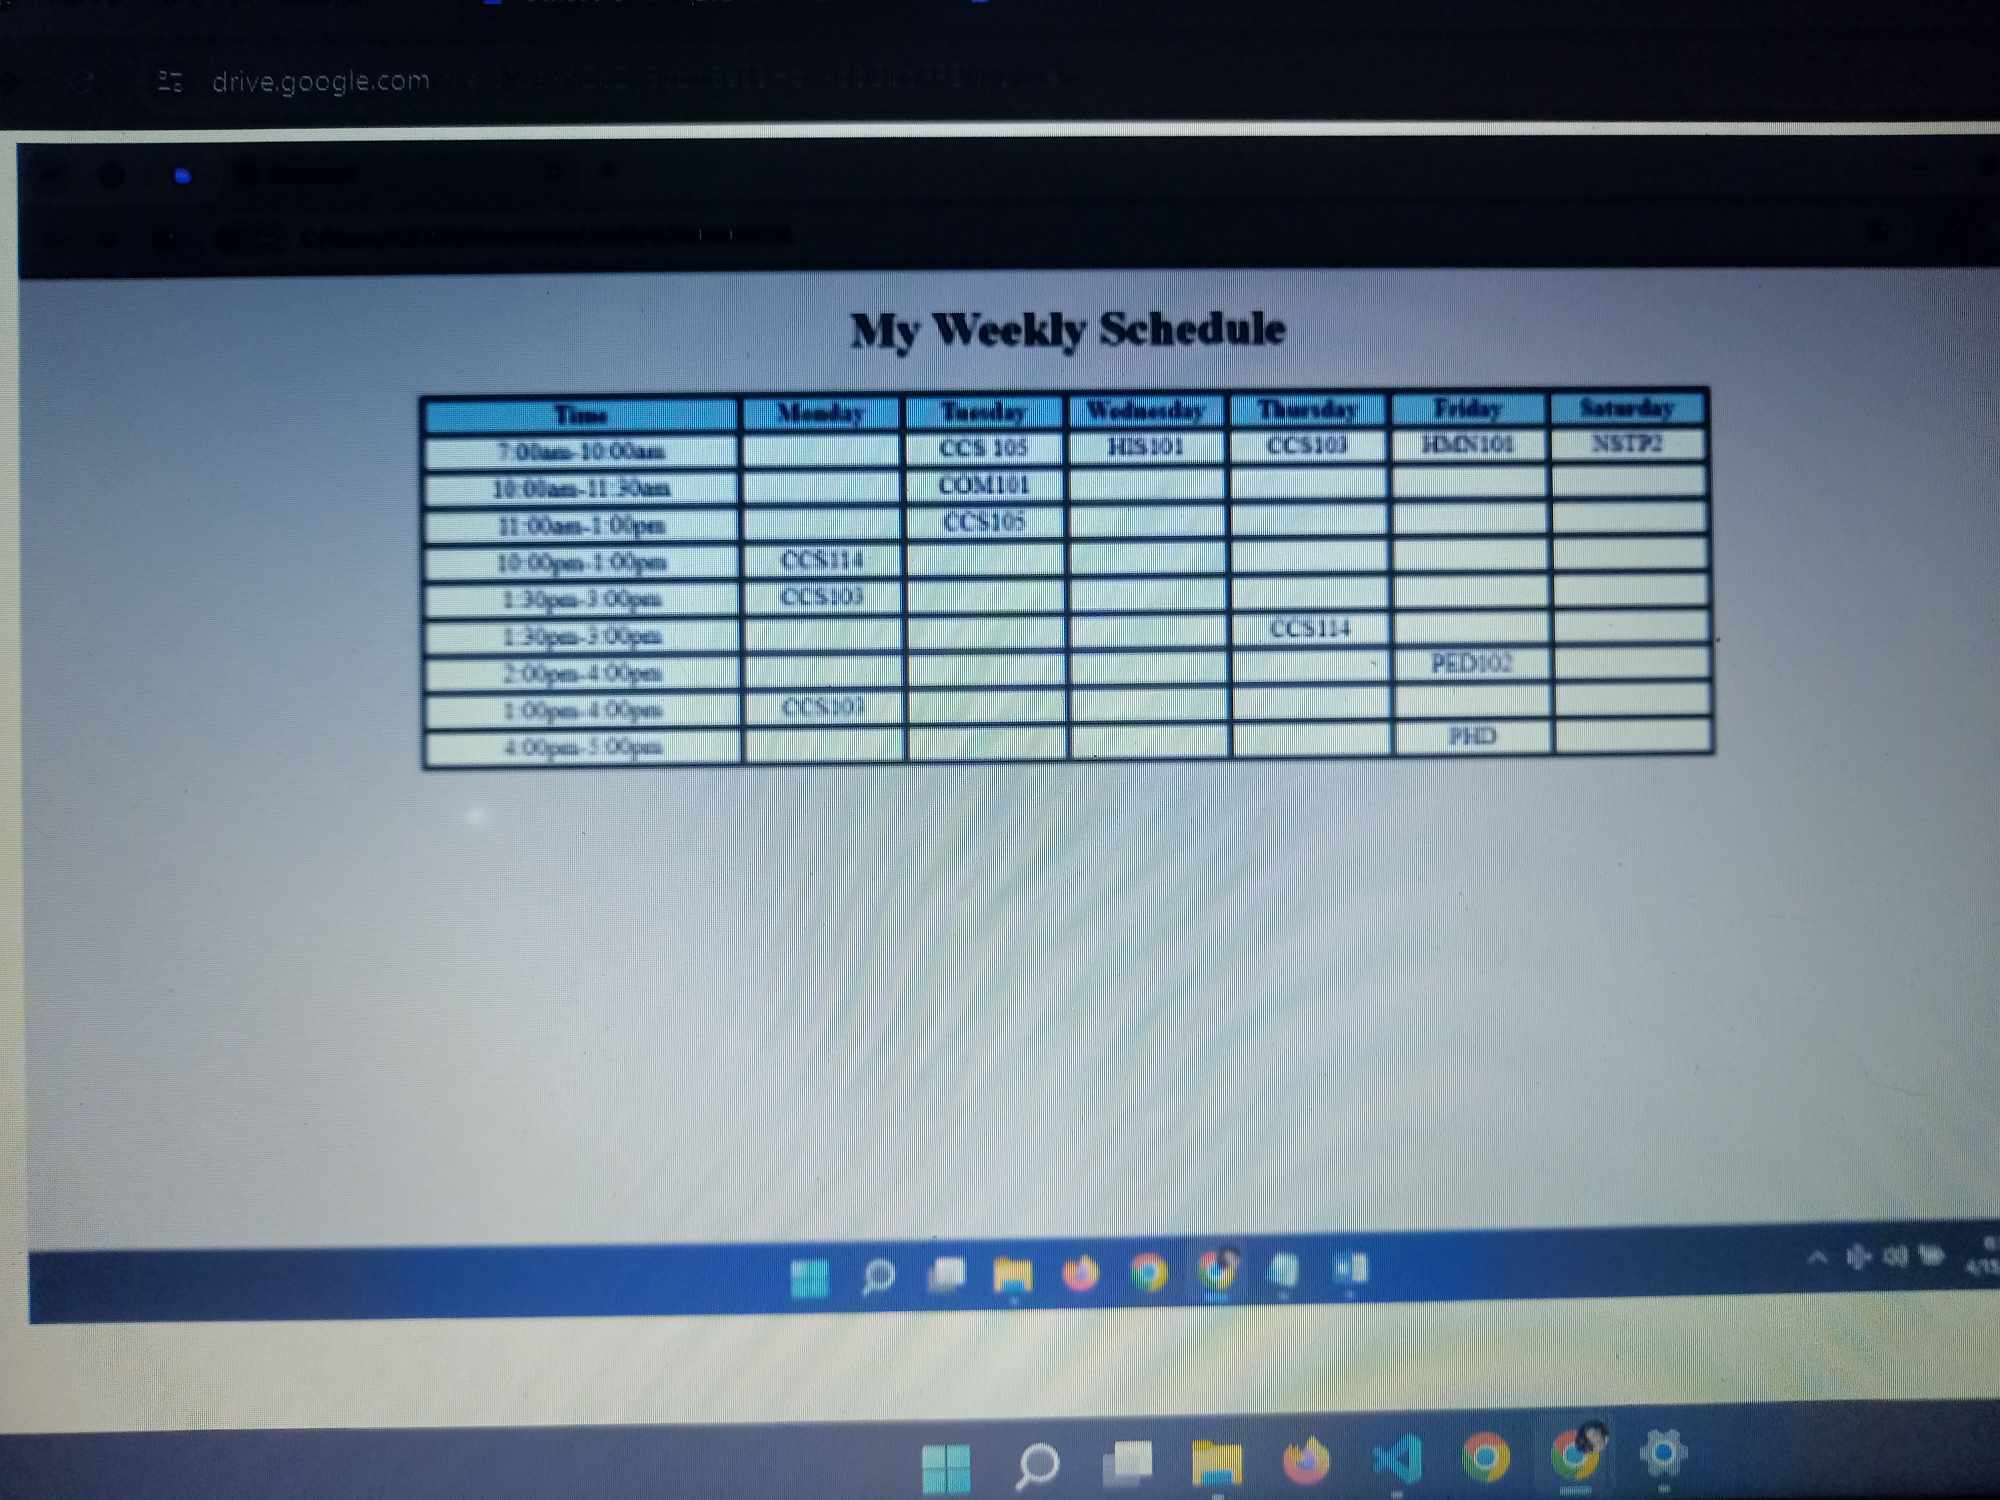 drive.google.com
My Weekly Schedule
Time Monday Tuesday Wednesday Thursday Friday Saturday
7:00am-10:00am CCS 105 HIS101 CCS103 HMN101 NSTP2
10:00am-11:30am COM101
11:00am-1:00pm CCS105
10:00pm-1:00pm CCS114
1:30pm-3:00pm CCS103
1:30pm-3:00pm CCS114
2:00pm-4:00pm PED102
1:00pm-4:00pm CCS103
4:00pm-5:00pm PHD